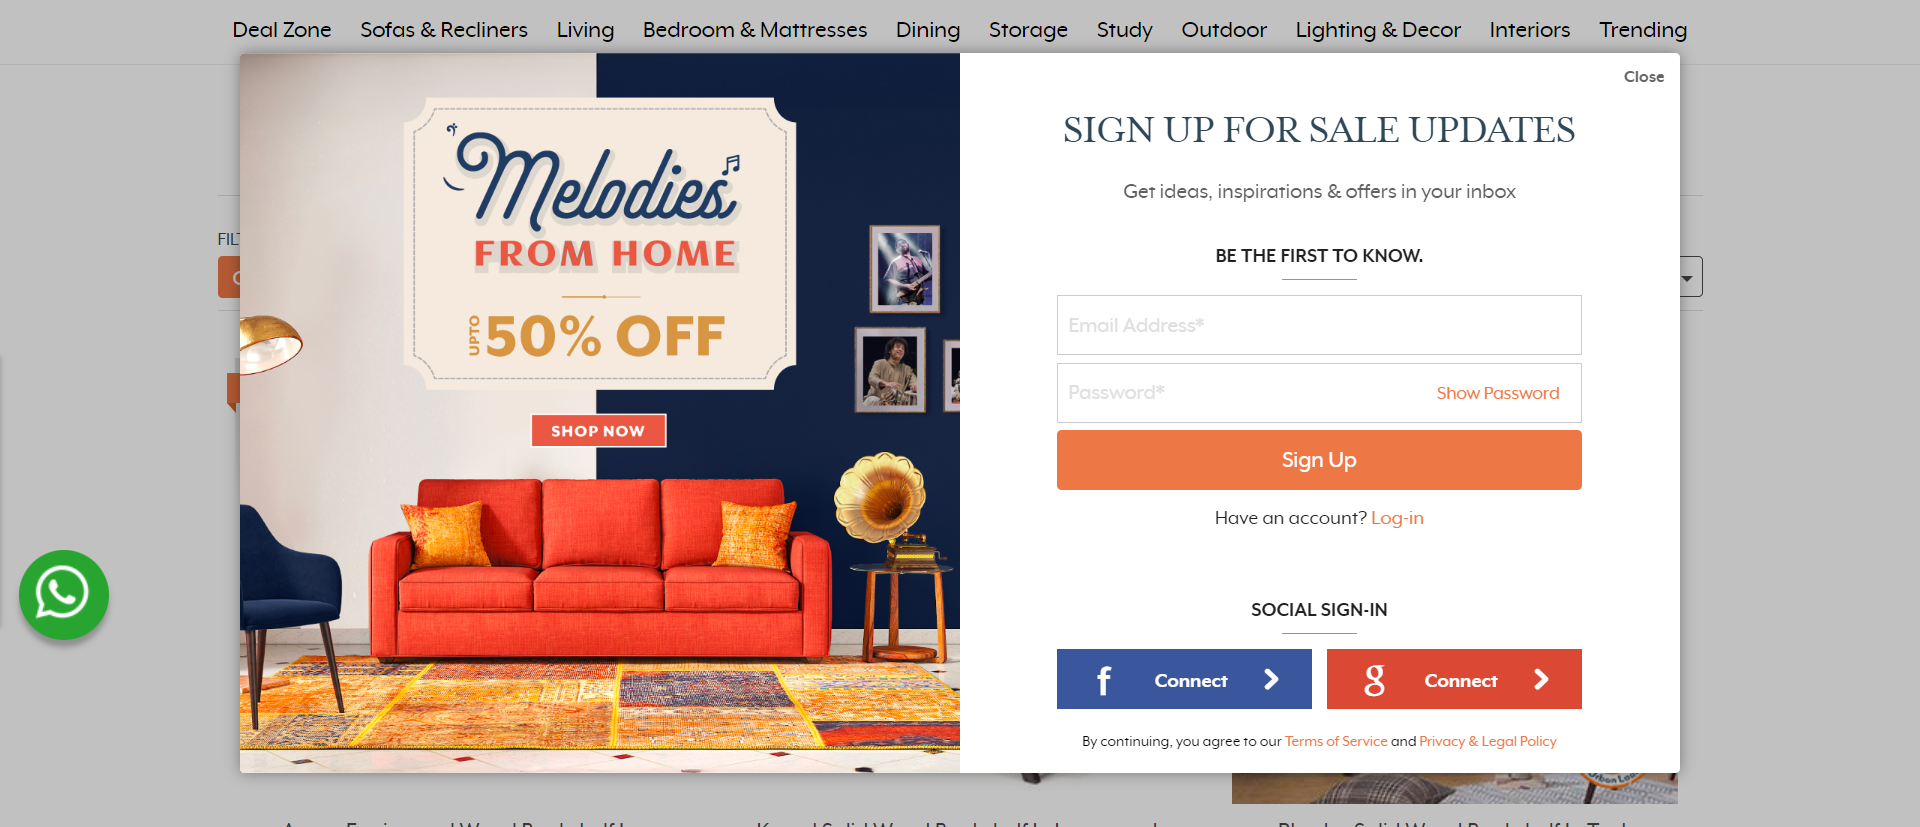 Deal Zone Sofas & Recliners Living Bedroom & Mattresses Dining Storage Study Outdoor Lighting & Decor Interiors Trending
Close
Melodies
FROM HOME
UPTO 50% OFF
SHOP NOW
SIGN UP FOR SALE UPDATES
Get ideas, inspirations & offers in your inbox
BE THE FIRST TO KNOW.
Email Address*
Password* Show Password
Sign Up
Have an account? Log-in
SOCIAL SIGN-IN
f Connect
g Connect
By continuing, you agree to our Terms of Service and Privacy & Legal Policy